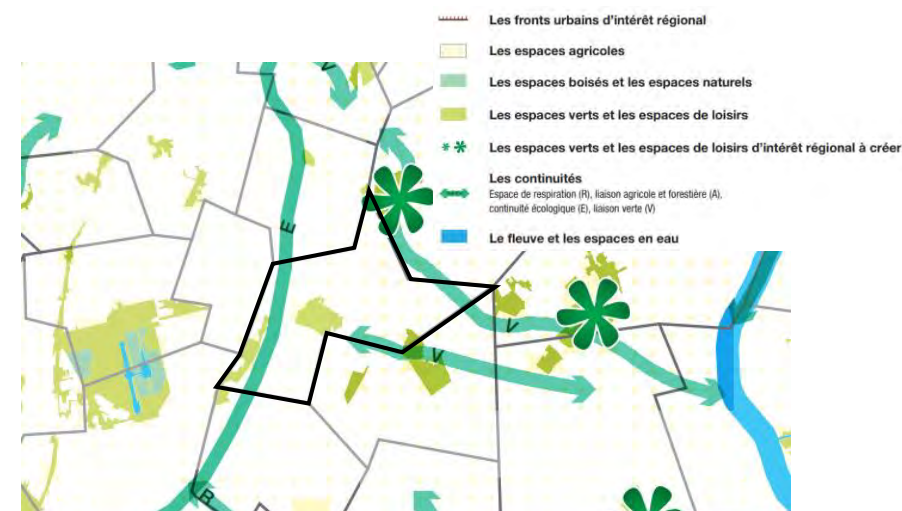 Les fronts urbains d'intérêt régional
Les espaces agricoles
Les espaces boisés et les espaces naturels
Les espaces verts et les espaces de loisirs
Les espaces verts et les espaces de loisirs d'intérêt régional à créer
Les continuités
Espace de respiration (R), liaison agricole et forestière (A),
continuité écologique (E), liaison verte (V)
Le fleuve et les espaces en eau
V
E
V
V
R